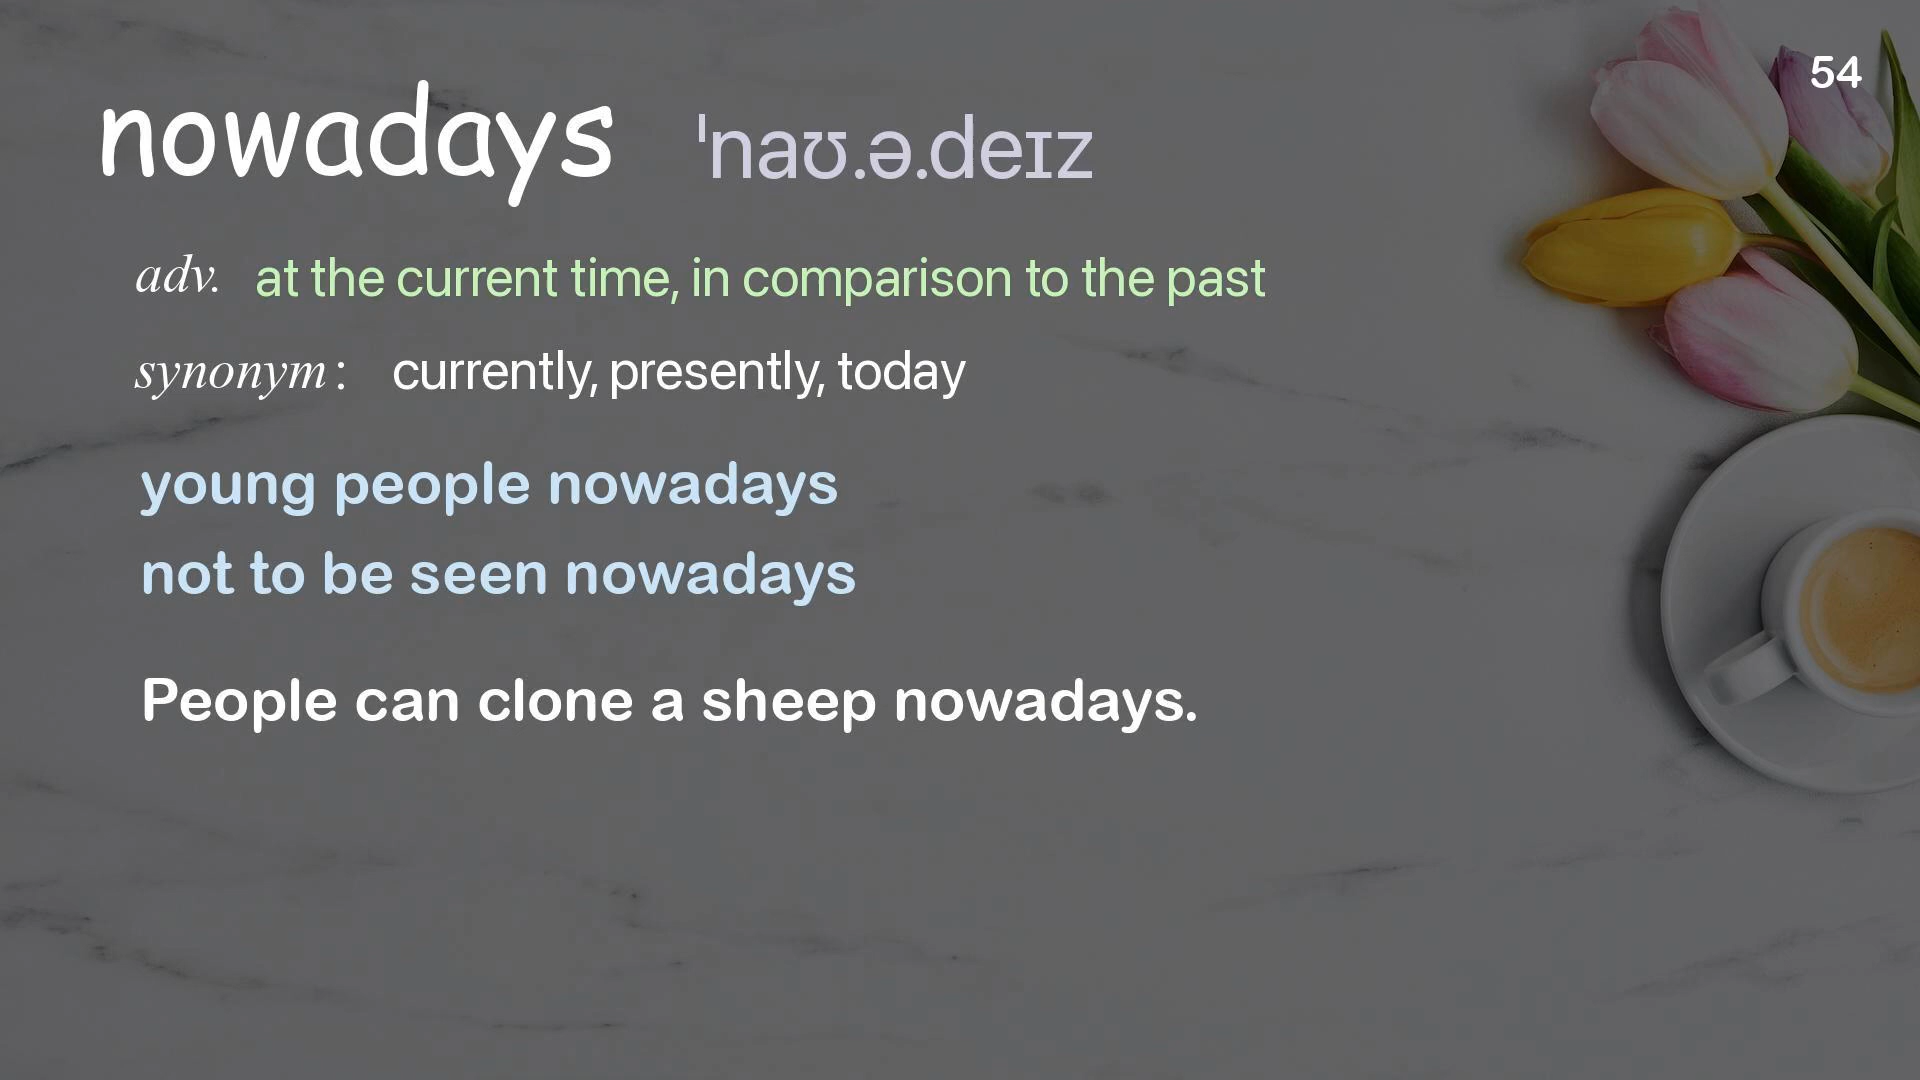 54
nowadays ˈnaʊ.ə.deɪz
adv. at the current time, in comparison to the past
synonym: currently, presently, today
young people nowadays
not to be seen nowadays
People can clone a sheep nowadays.